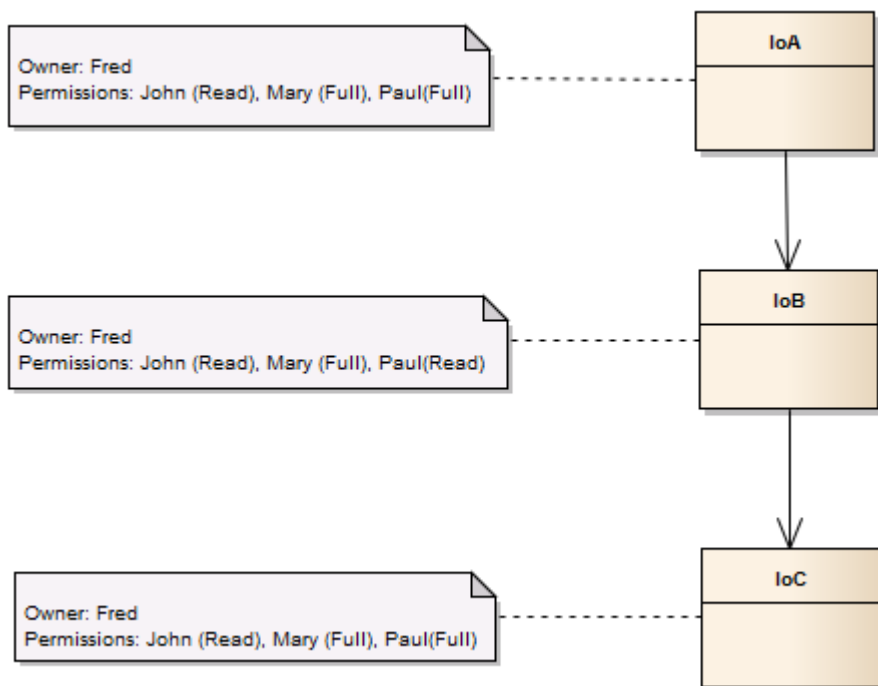 IoA
Owner: Fred
Permissions: John (Read), Mary (Full), Paul(Full)
IoB
Owner: Fred
Permissions: John (Read), Mary (Full), Paul(Read)
IoC
Owner: Fred
Permissions: John (Read), Mary (Full), Paul(Full)